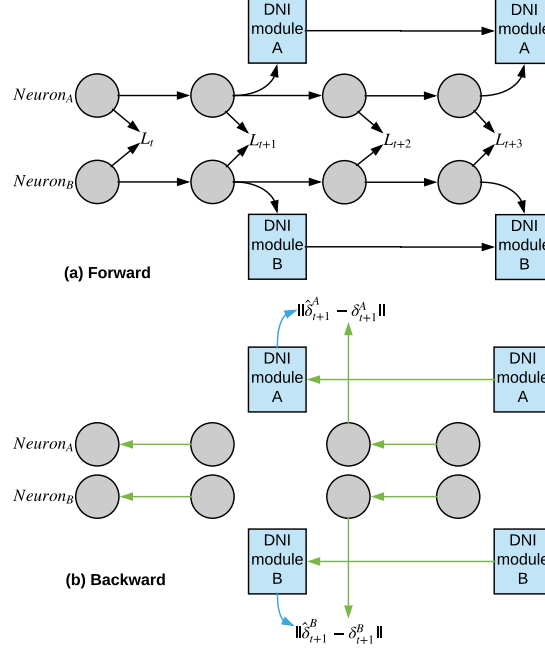 DNI module A
DNI module A
Neuron_A
L_t
L_{t+1}
L_{t+2}
L_{t+3}
Neuron_B
DNI module B
DNI module B
(a) Forward
‖δ̂^A_{t+1} − δ^A_{t+1}‖
DNI module A
DNI module A
Neuron_A
Neuron_B
DNI module B
DNI module B
(b) Backward
‖δ̂^B_{t+1} − δ^B_{t+1}‖